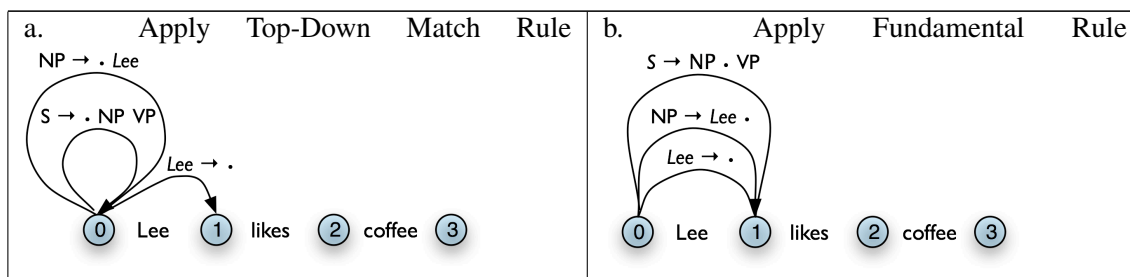 a. Apply Top-Down Match Rule
NP → • Lee
S → • NP VP
Lee → •
0 Lee 1 likes 2 coffee 3
b. Apply Fundamental Rule
S → NP • VP
NP → Lee •
Lee → •
0 Lee 1 likes 2 coffee 3